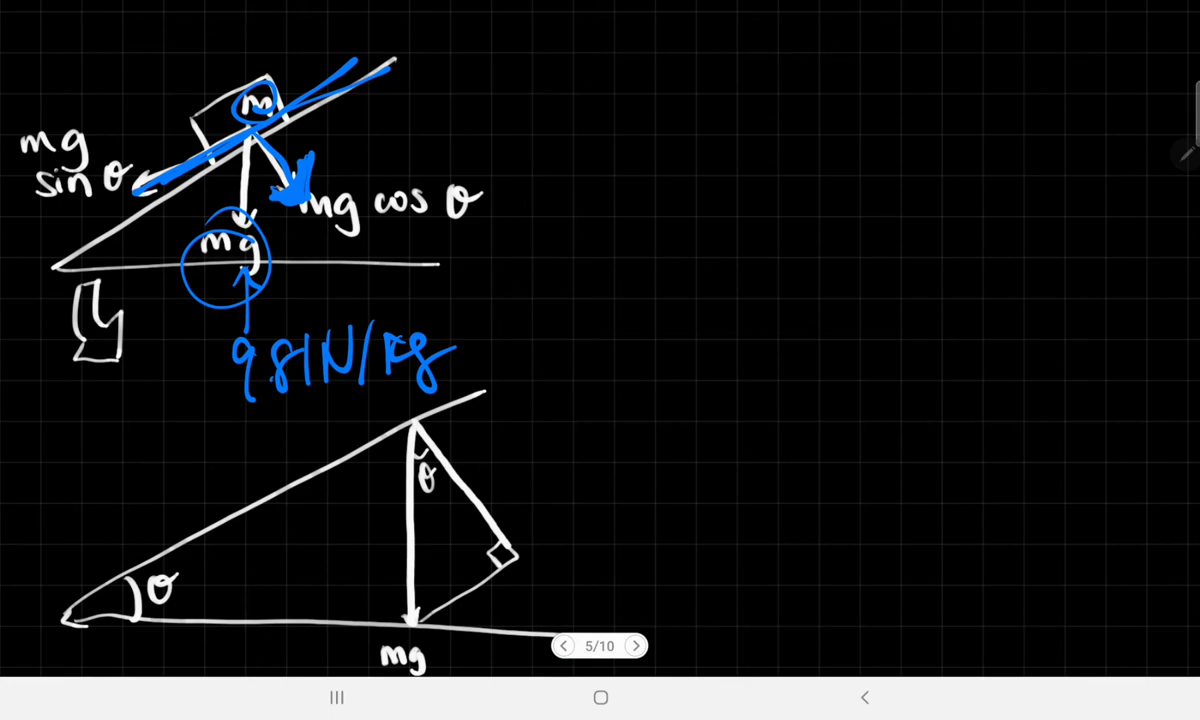 m
mg
sin θ
mg cos θ
mg
9.81N/kg
θ
θ
mg
5/10